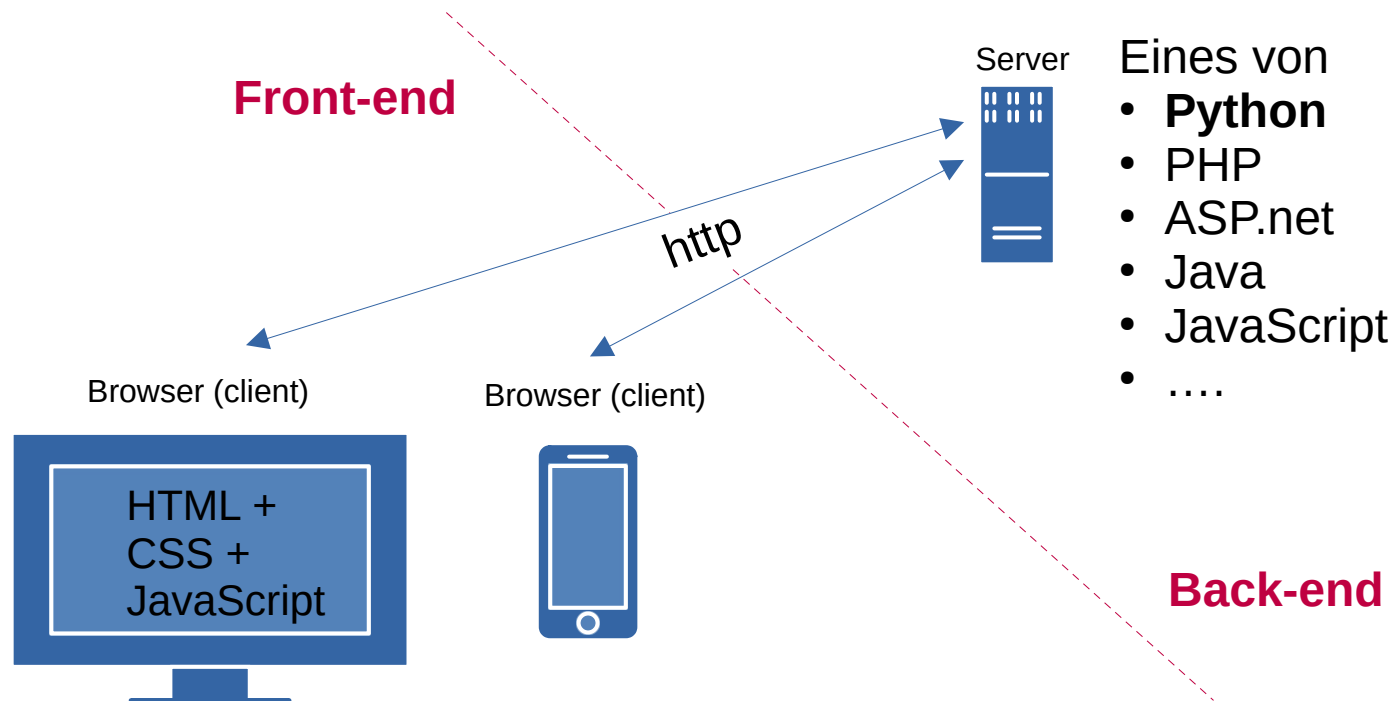 Front-end
Server
Eines von
• Python
• PHP
• ASP.net
• Java
• JavaScript
• ….
http
Browser (client)
Browser (client)
HTML +
CSS +
JavaScript
Back-end